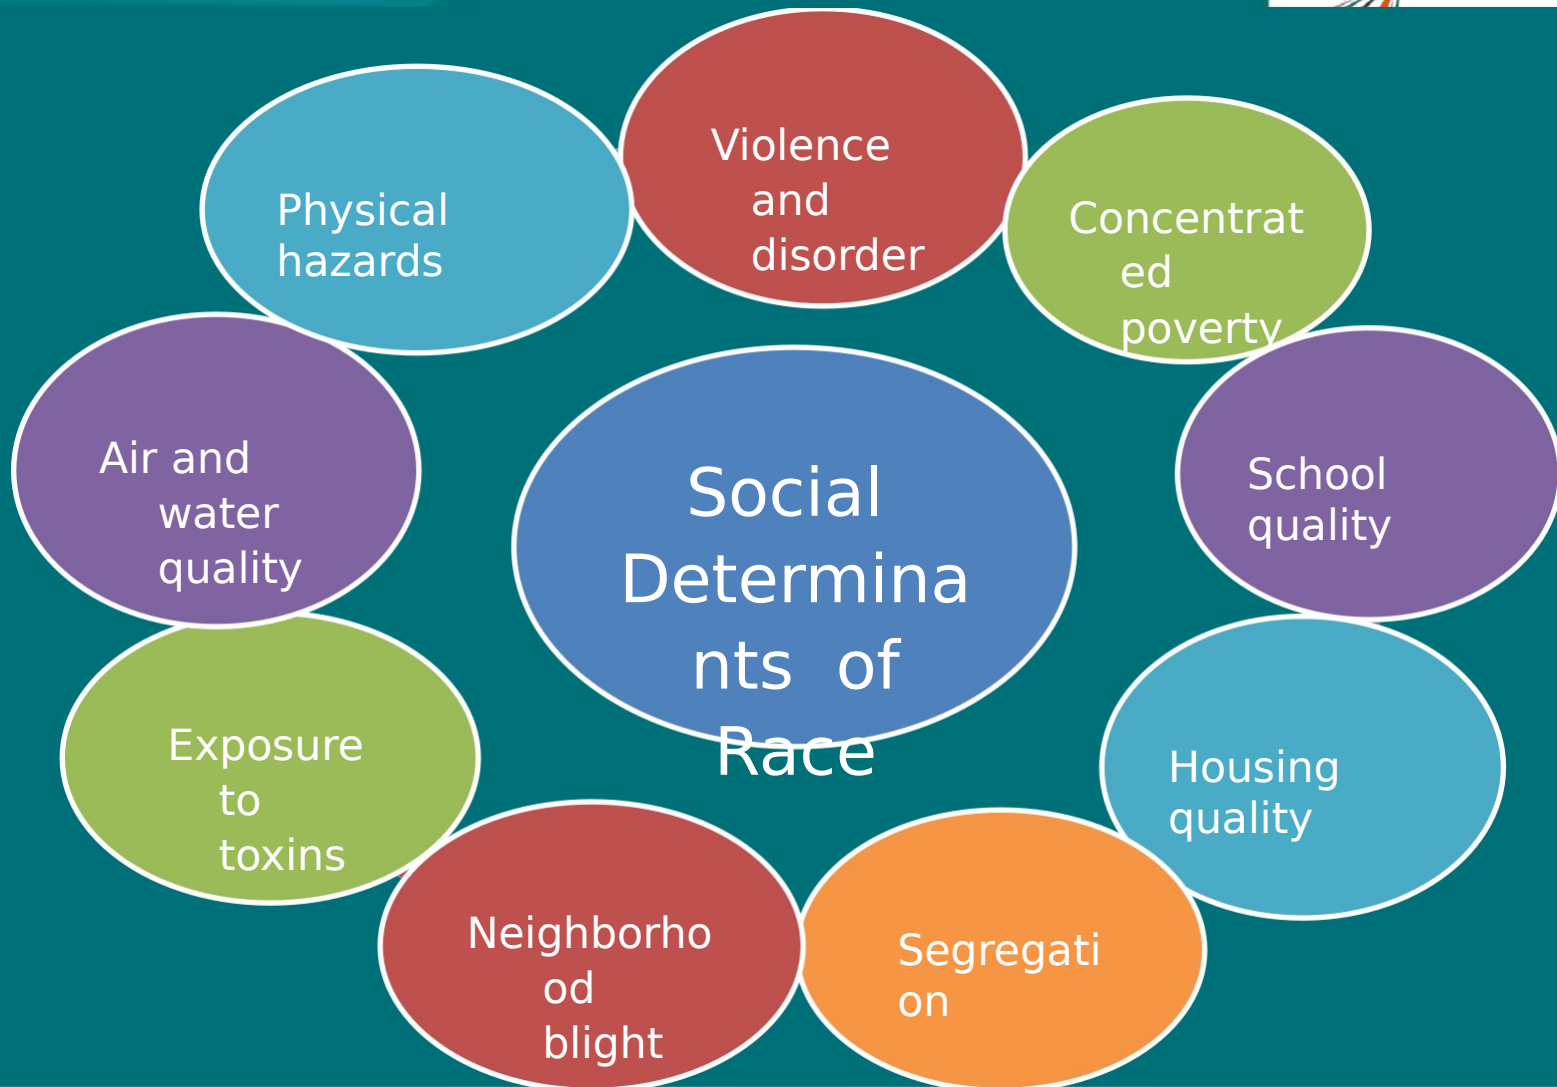 Violence
and
disorder
Physical
hazards
Concentrat
ed
poverty
Air and
water
quality
School
quality
Social
Determina
nts of
Race
Exposure
to
toxins
Housing
quality
Neighborho
od
blight
Segregati
on